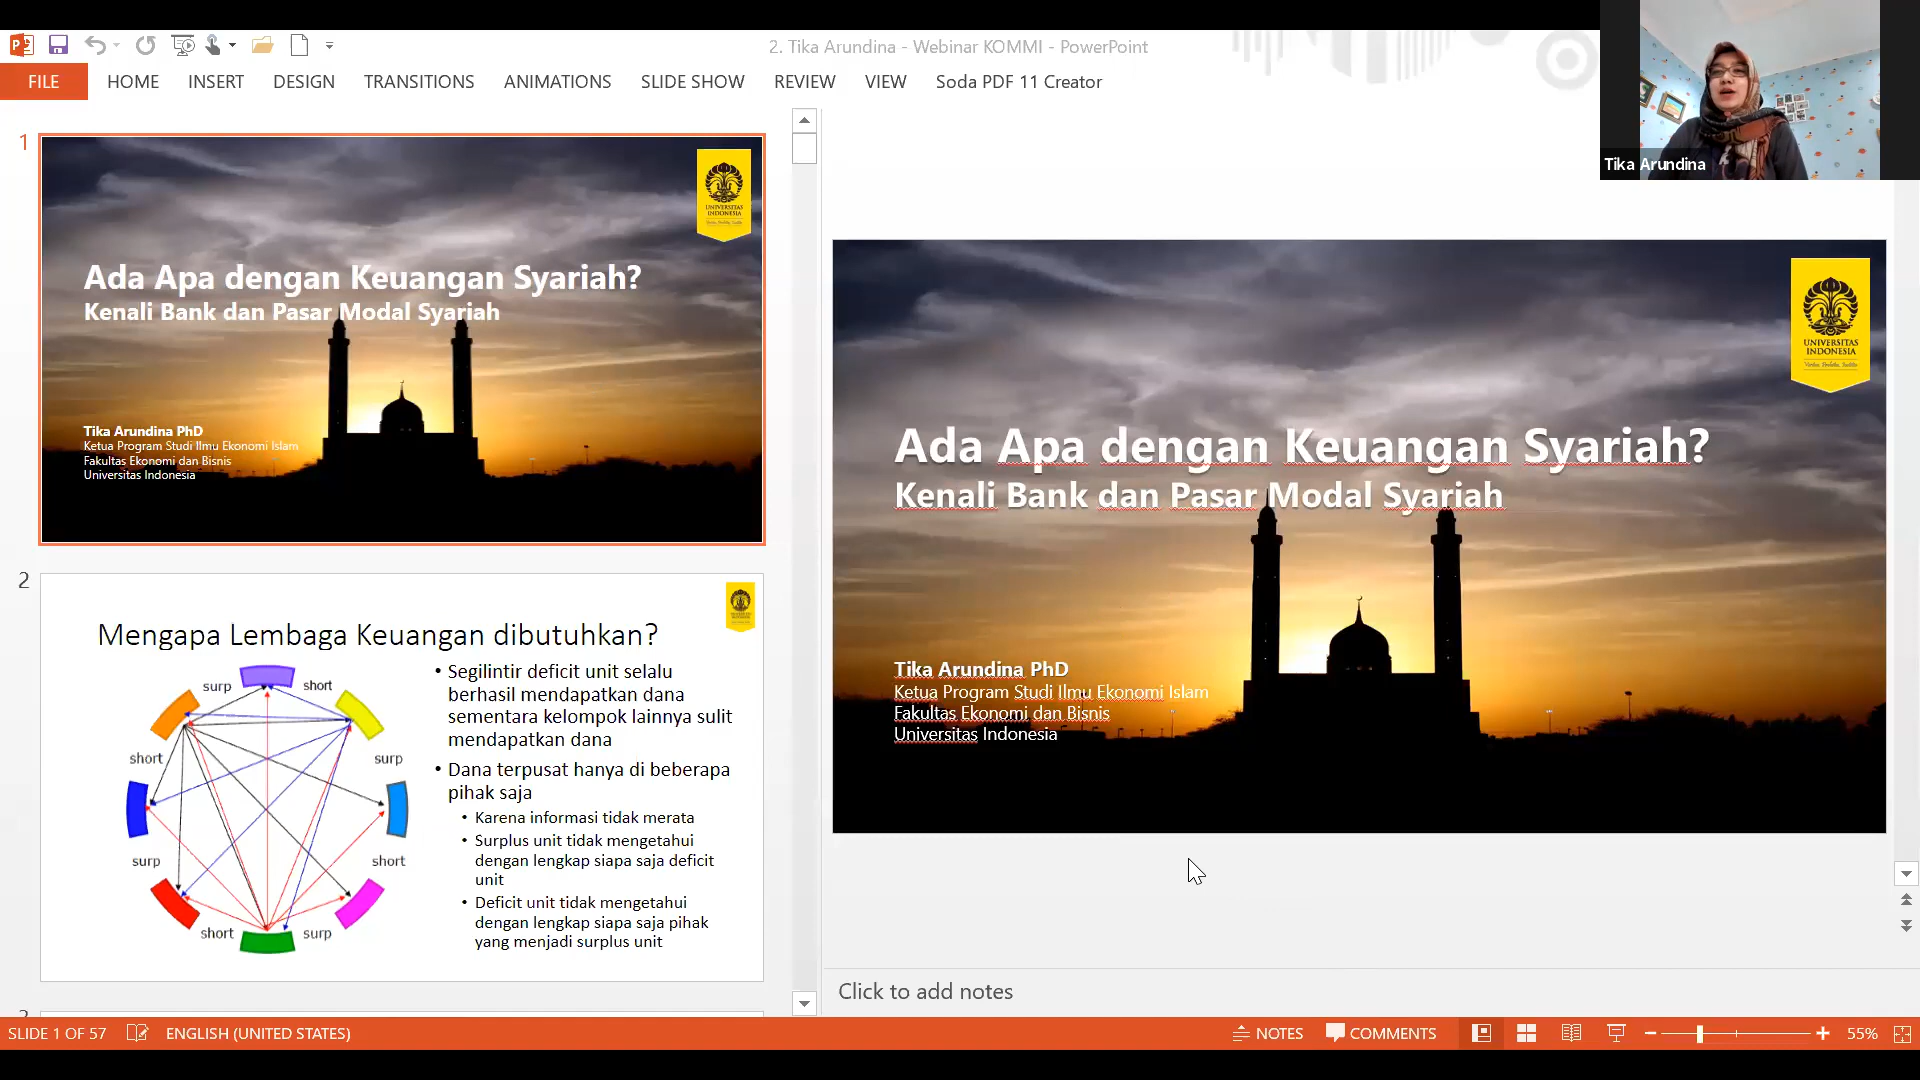 2. Tika Arundina - Webinar KOMMI - PowerPoint
FILE HOME INSERT DESIGN TRANSITIONS ANIMATIONS SLIDE SHOW REVIEW VIEW Soda PDF 11 Creator
Tika Arundina
1
UNIVERSITAS
INDONESIA
Ada Apa dengan Keuangan Syariah?
Kenali Bank dan Pasar Modal Syariah
Tika Arundina PhD
Ketua Program Studi Ilmu Ekonomi Islam
Fakultas Ekonomi dan Bisnis
Universitas Indonesia
2
Mengapa Lembaga Keuangan dibutuhkan?
surp
short
short
surp
surp
short
short
surp
• Segilintir deficit unit selalu
berhasil mendapatkan dana
sementara kelompok lainnya sulit
mendapatkan dana
• Dana terpusat hanya di beberapa
pihak saja
• Karena informasi tidak merata
• Surplus unit tidak mengetahui
dengan lengkap siapa saja deficit
unit
• Deficit unit tidak mengetahui
dengan lengkap siapa saja pihak
yang menjadi surplus unit
UNIVERSITAS
INDONESIA
Veritas, Probitas, Iustitia
Ada Apa dengan Keuangan Syariah?
Kenali Bank dan Pasar Modal Syariah
Tika Arundina PhD
Ketua Program Studi Ilmu Ekonomi Islam
Fakultas Ekonomi dan Bisnis
Universitas Indonesia
Click to add notes
SLIDE 1 OF 57 ENGLISH (UNITED STATES) NOTES COMMENTS 55%